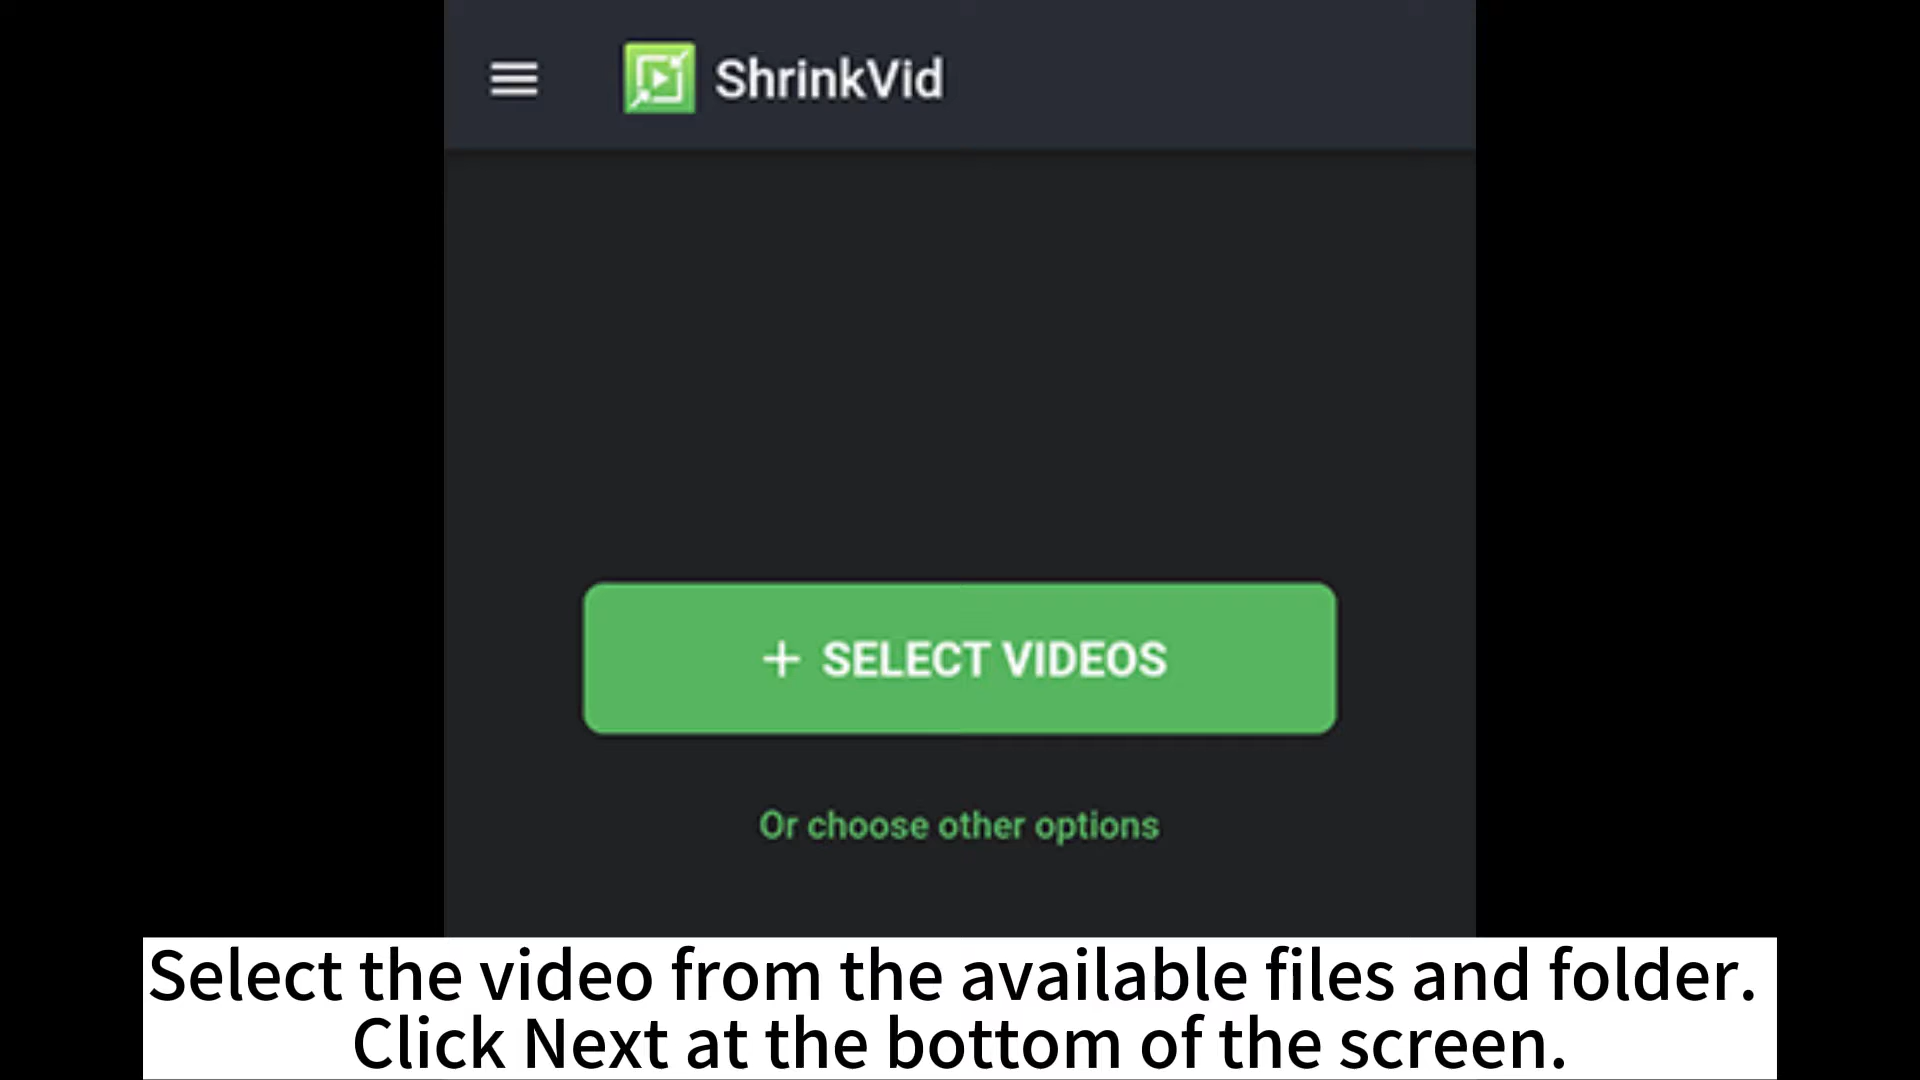 ShrinkVid
+ SELECT VIDEOS
Or choose other options
Select the video from the available files and folder.
Click Next at the bottom of the screen.